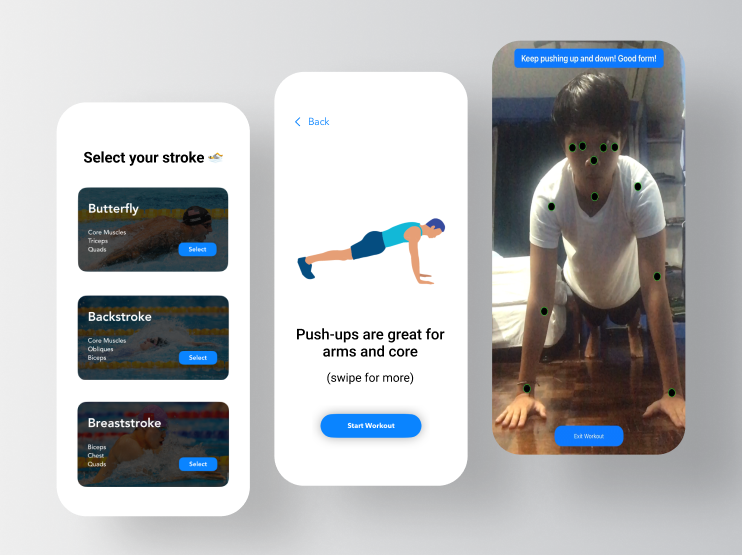 Select your stroke
Butterfly
Core Muscles
Triceps
Quads
Select
Backstroke
Core Muscles
Obliques
Biceps
Select
Breaststroke
Biceps
Chest
Quads
Select
Back
Push-ups are great for
arms and core
(swipe for more)
Start Workout
Keep pushing up and down! Good form!
Exit Workout